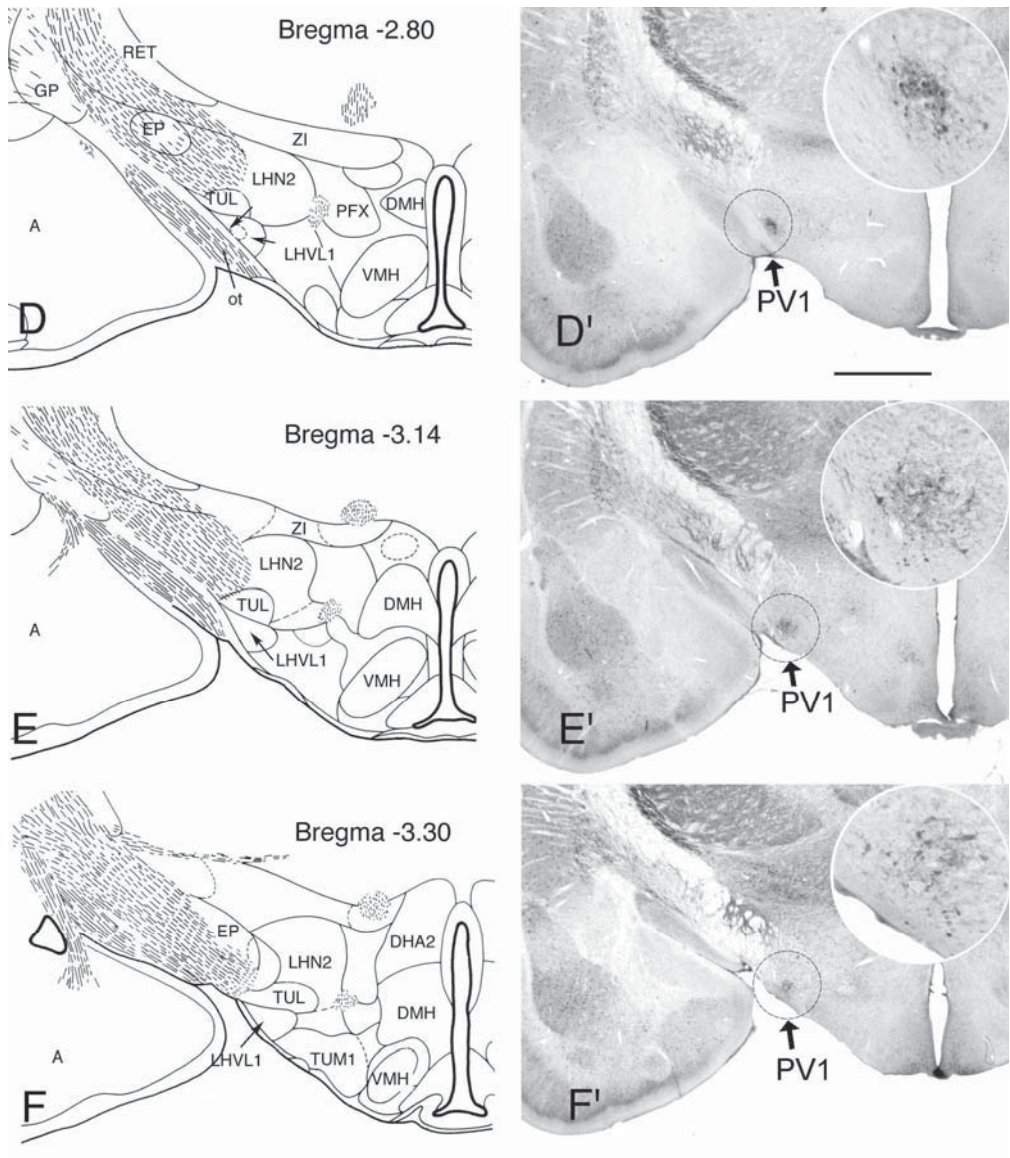 Bregma -2.80
RET
GP
EP
ZI
LHN2
TUL
PFX
DMH
A
LHVL1
VMH
ot
D
PV1
D'
Bregma -3.14
ZI
LHN2
TUL
DMH
A
LHVL1
VMH
E
PV1
E'
Bregma -3.30
EP
DHA2
LHN2
TUL
DMH
A
LHVL1
TUM1
VMH
F
PV1
F'